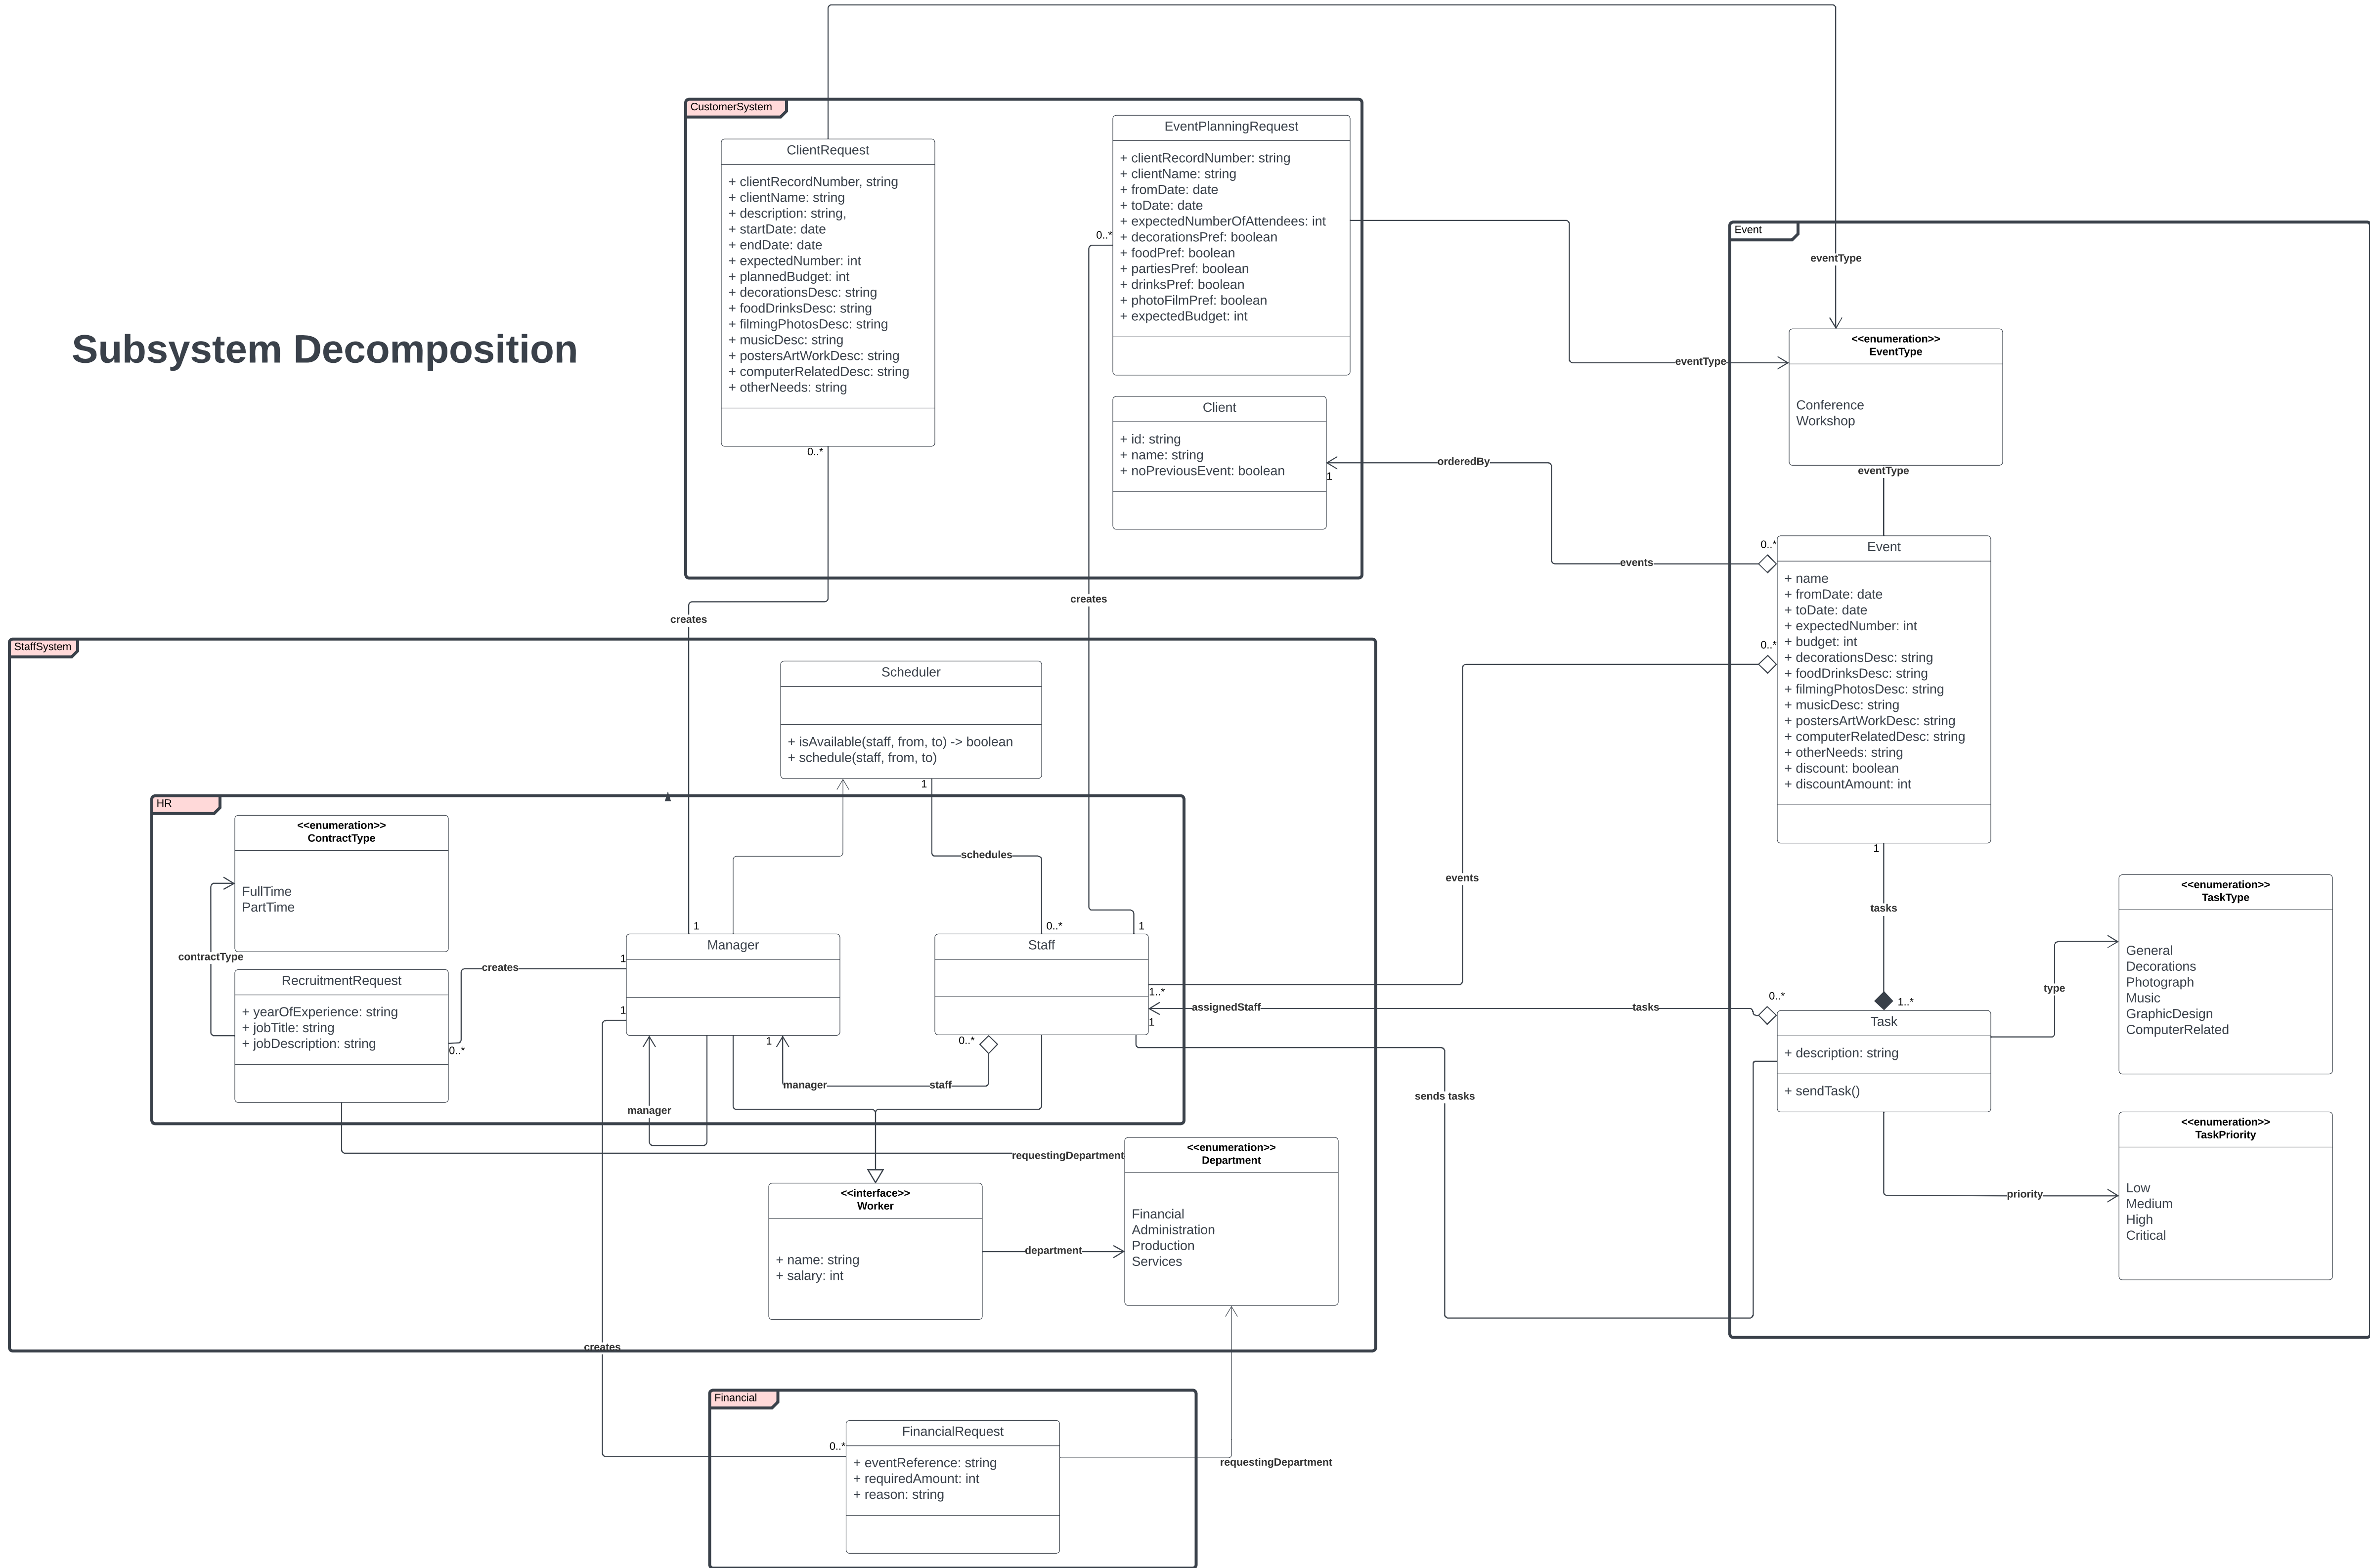 Subsystem Decomposition
CustomerSystem
ClientRequest
+ clientRecordNumber, string
+ clientName: string
+ description: string,
+ startDate: date
+ endDate: date
+ expectedNumber: int
+ plannedBudget: int
+ decorationsDesc: string
+ foodDrinksDesc: string
+ filmingPhotosDesc: string
+ musicDesc: string
+ postersArtWorkDesc: string
+ computerRelatedDesc: string
+ otherNeeds: string
0..*
creates
EventPlanningRequest
+ clientRecordNumber: string
+ clientName: string
+ fromDate: date
+ toDate: date
+ expectedNumberOfAttendees: int
+ decorationsPref: boolean
+ foodPref: boolean
+ partiesPref: boolean
+ drinksPref: boolean
+ photoFilmPref: boolean
+ expectedBudget: int
0..*
creates
Client
+ id: string
+ name: string
+ noPreviousEvent: boolean
1
orderedBy
events
eventType
eventType
Event
<<enumeration>>
EventType
Conference
Workshop
eventType
0..*
0..*
Event
+ name
+ fromDate: date
+ toDate: date
+ expectedNumber: int
+ budget: int
+ decorationsDesc: string
+ foodDrinksDesc: string
+ filmingPhotosDesc: string
+ musicDesc: string
+ postersArtWorkDesc: string
+ computerRelatedDesc: string
+ otherNeeds: string
+ discount: boolean
+ discountAmount: int
1
tasks
1..*
0..*
Task
+ description: string
+ sendTask()
type
<<enumeration>>
TaskType
General
Decorations
Photograph
Music
GraphicDesign
ComputerRelated
priority
<<enumeration>>
TaskPriority
Low
Medium
High
Critical
StaffSystem
Scheduler
+ isAvailable(staff, from, to) -> boolean
+ schedule(staff, from, to)
1
schedules
HR
<<enumeration>>
ContractType
FullTime
PartTime
contractType
RecruitmentRequest
+ yearOfExperience: string
+ jobTitle: string
+ jobDescription: string
0..*
creates
1
1
1
Manager
1
manager
manager
staff
0..*
0..*
1
Staff
1..*
1
assignedStaff
tasks
events
sends tasks
requestingDepartment
<<interface>>
Worker
+ name: string
+ salary: int
department
<<enumeration>>
Department
Financial
Administration
Production
Services
creates
Financial
0..*
FinancialRequest
+ eventReference: string
+ requiredAmount: int
+ reason: string
requestingDepartment